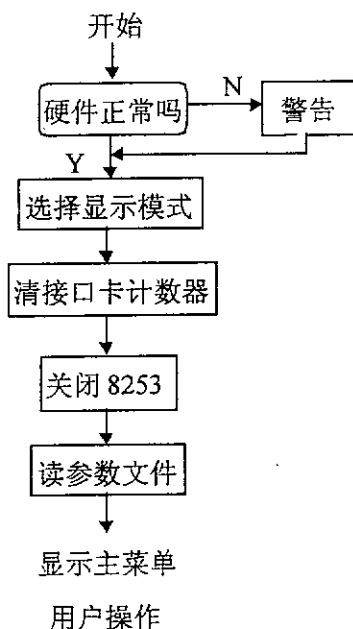 开始
硬件正常吗
N
警告
Y
选择显示模式
清接口卡计数器
关闭 8253
读参数文件
显示主菜单
用户操作